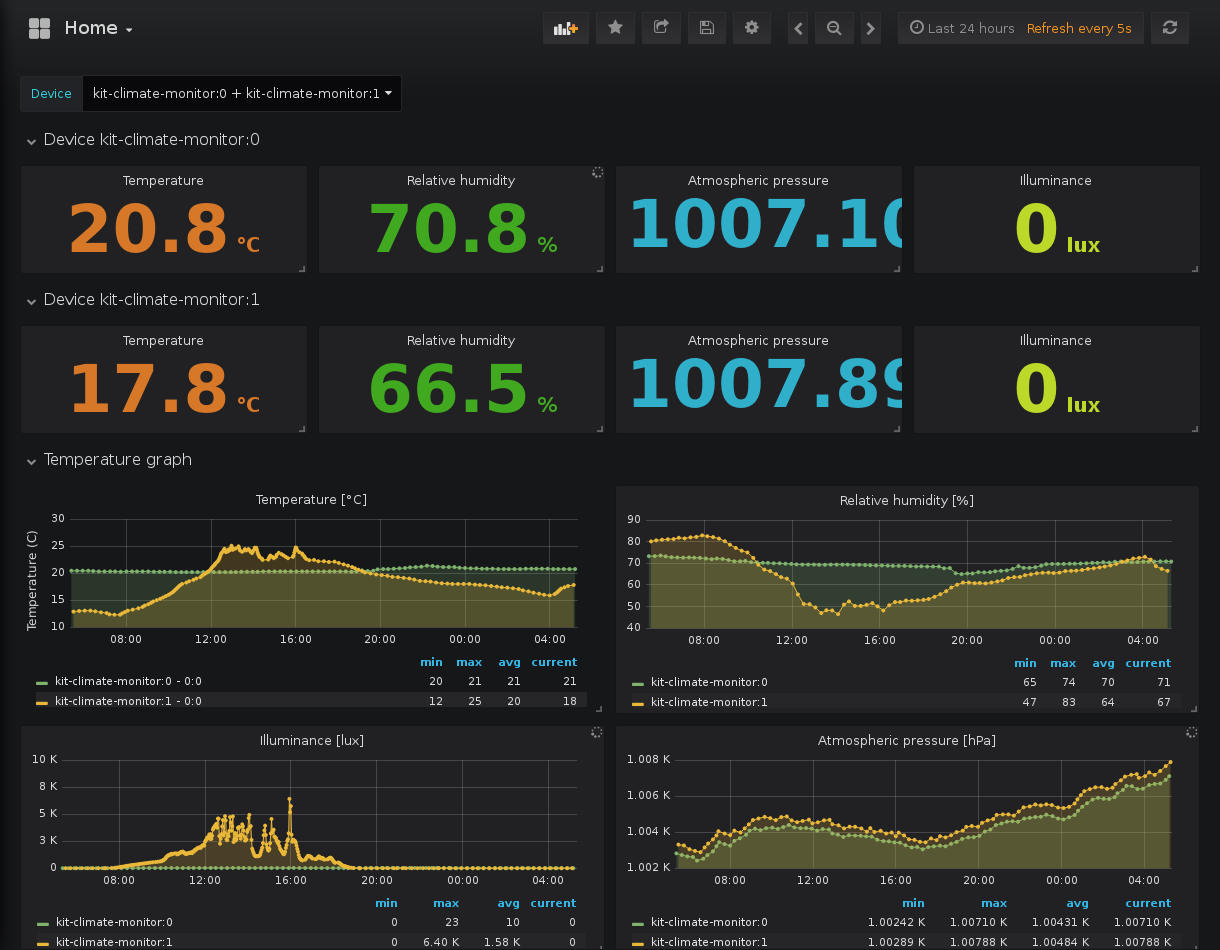 Home
Last 24 hours Refresh every 5s
Device kit-climate-monitor:0 + kit-climate-monitor:1
Device kit-climate-monitor:0
Temperature Relative humidity Atmospheric pressure Illuminance
20.8 °C 70.8 % 1007.10 0 lux
Device kit-climate-monitor:1
Temperature Relative humidity Atmospheric pressure Illuminance
17.8 °C 66.5 % 1007.89 0 lux
Temperature graph
Temperature [°C]
Temperature (C)
30
25
20
15
10
08:00 12:00 16:00 20:00 00:00 04:00
min max avg current
kit-climate-monitor:0 - 0:0 20 21 21 21
kit-climate-monitor:1 - 0:0 12 25 20 18
Relative humidity [%]
90
80
70
60
50
40
08:00 12:00 16:00 20:00 00:00 04:00
min max avg current
kit-climate-monitor:0 65 74 70 71
kit-climate-monitor:1 47 83 64 67
Illuminance [lux]
10 K
8 K
5 K
3 K
0
08:00 12:00 16:00 20:00 00:00 04:00
min max avg current
kit-climate-monitor:0 0 23 10 0
kit-climate-monitor:1 0 6.40 K 1.58 K 0
Atmospheric pressure [hPa]
1.008 K
1.006 K
1.004 K
1.002 K
08:00 12:00 16:00 20:00 00:00 04:00
min max avg current
kit-climate-monitor:0 1.00242 K 1.00710 K 1.00431 K 1.00710 K
kit-climate-monitor:1 1.00289 K 1.00788 K 1.00484 K 1.00788 K